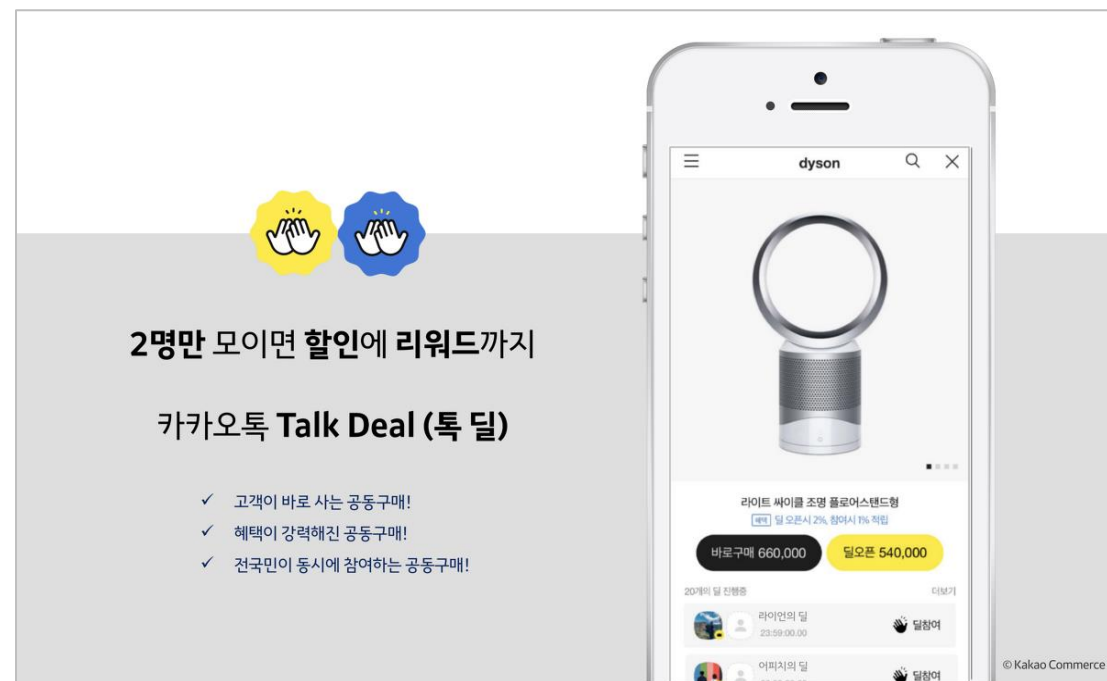 2명만 모이면 할인에 리워드까지
카카오톡 Talk Deal (톡 딜)
✓ 고객이 바로 사는 공동구매!
✓ 혜택이 강력해진 공동구매!
✓ 전국민이 동시에 참여하는 공동구매!
dyson
라이트 싸이클 조명 플로어스탠드형
혜택 딜 오픈시 2%, 참여시 1% 적립
바로구매 660,000
딜오픈 540,000
20개의 딜 진행중 더보기
라이언의 딜
23:59:00.00
딜참여
어피치의 딜
딜참여
© Kakao Commerce